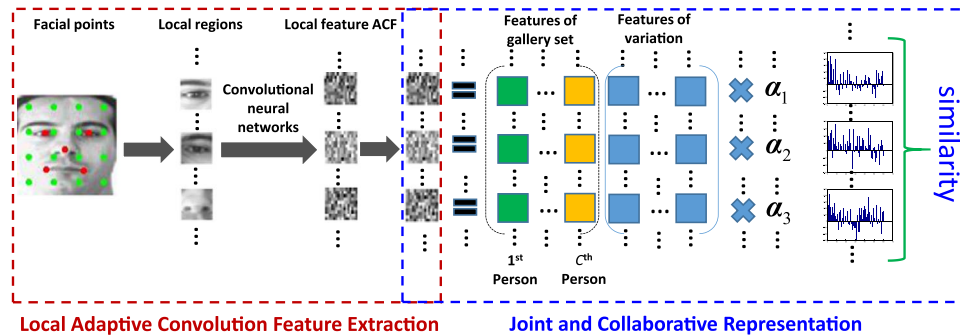 Facial points
Local regions
Local feature ACF
Features of
gallery set
Features of
variation
Convolutional
neural
networks
α1
α2
α3
similarity
1st
Person
Cth
Person
Local Adaptive Convolution Feature Extraction
Joint and Collaborative Representation